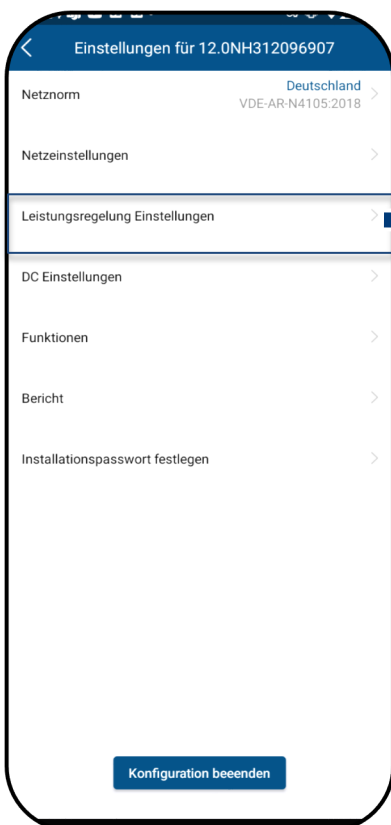 Einstellungen für 12.0NH312096907
Netznorm
Deutschland
VDE-AR-N4105:2018
Netzeinstellungen
Leistungsregelung Einstellungen
DC Einstellungen
Funktionen
Bericht
Installationspasswort festlegen
Konfiguration beeenden